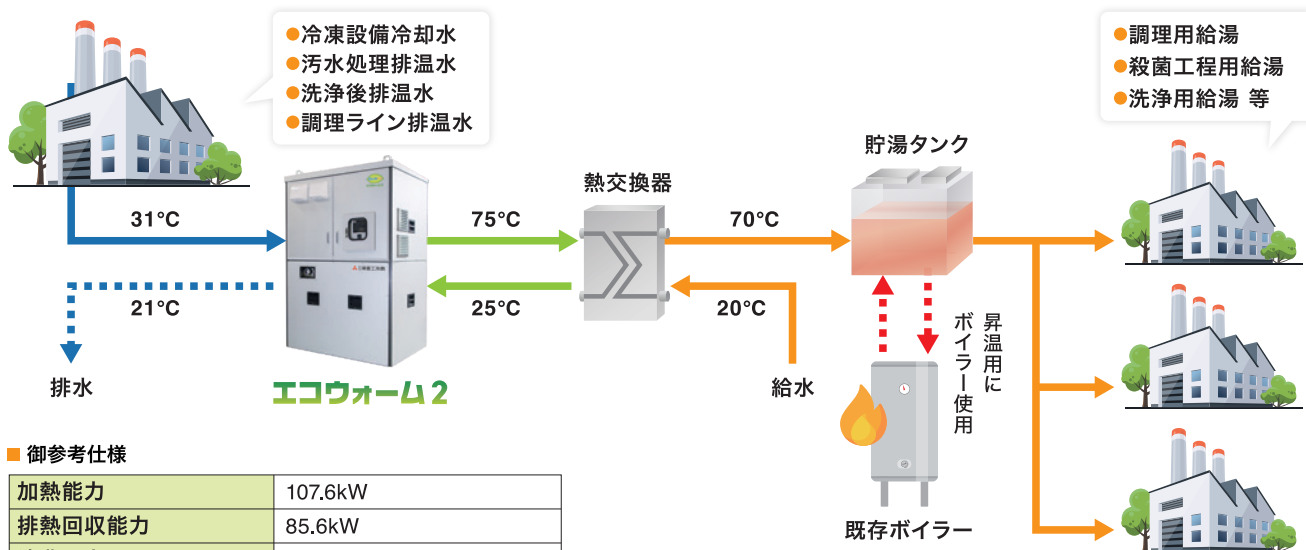 ●冷凍設備冷却水
●汚水処理排温水
●洗浄後排温水
●調理ライン排温水
●調理用給湯
●殺菌工程用給湯
●洗浄用給湯 等
貯湯タンク
熱交換器
31℃
75℃
70℃
21℃
25℃
20℃
排水
エコウォーム2
給水
昇温用に
ボイラー使用
既存ボイラー
■ 御参考仕様
加熱能力 107.6kW
排熱回収能力 85.6kW